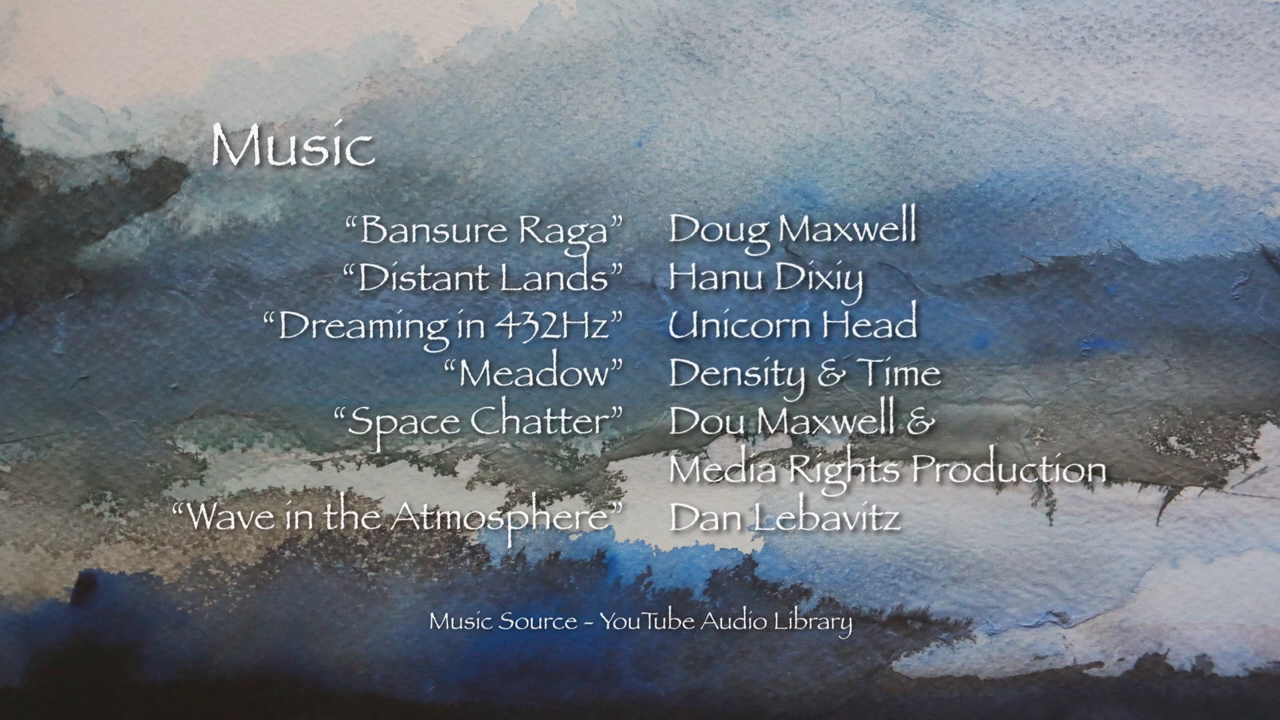 Music
“Bansure Raga” Doug Maxwell
“Distant Lands” Hanu Dixiy
“Dreaming in 432Hz” Unicorn Head
“Meadow” Density & Time
“Space Chatter” Dou Maxwell &
Media Rights Production
“Wave in the Atmosphere” Dan Lebavitz
Music Source - YouTube Audio Library